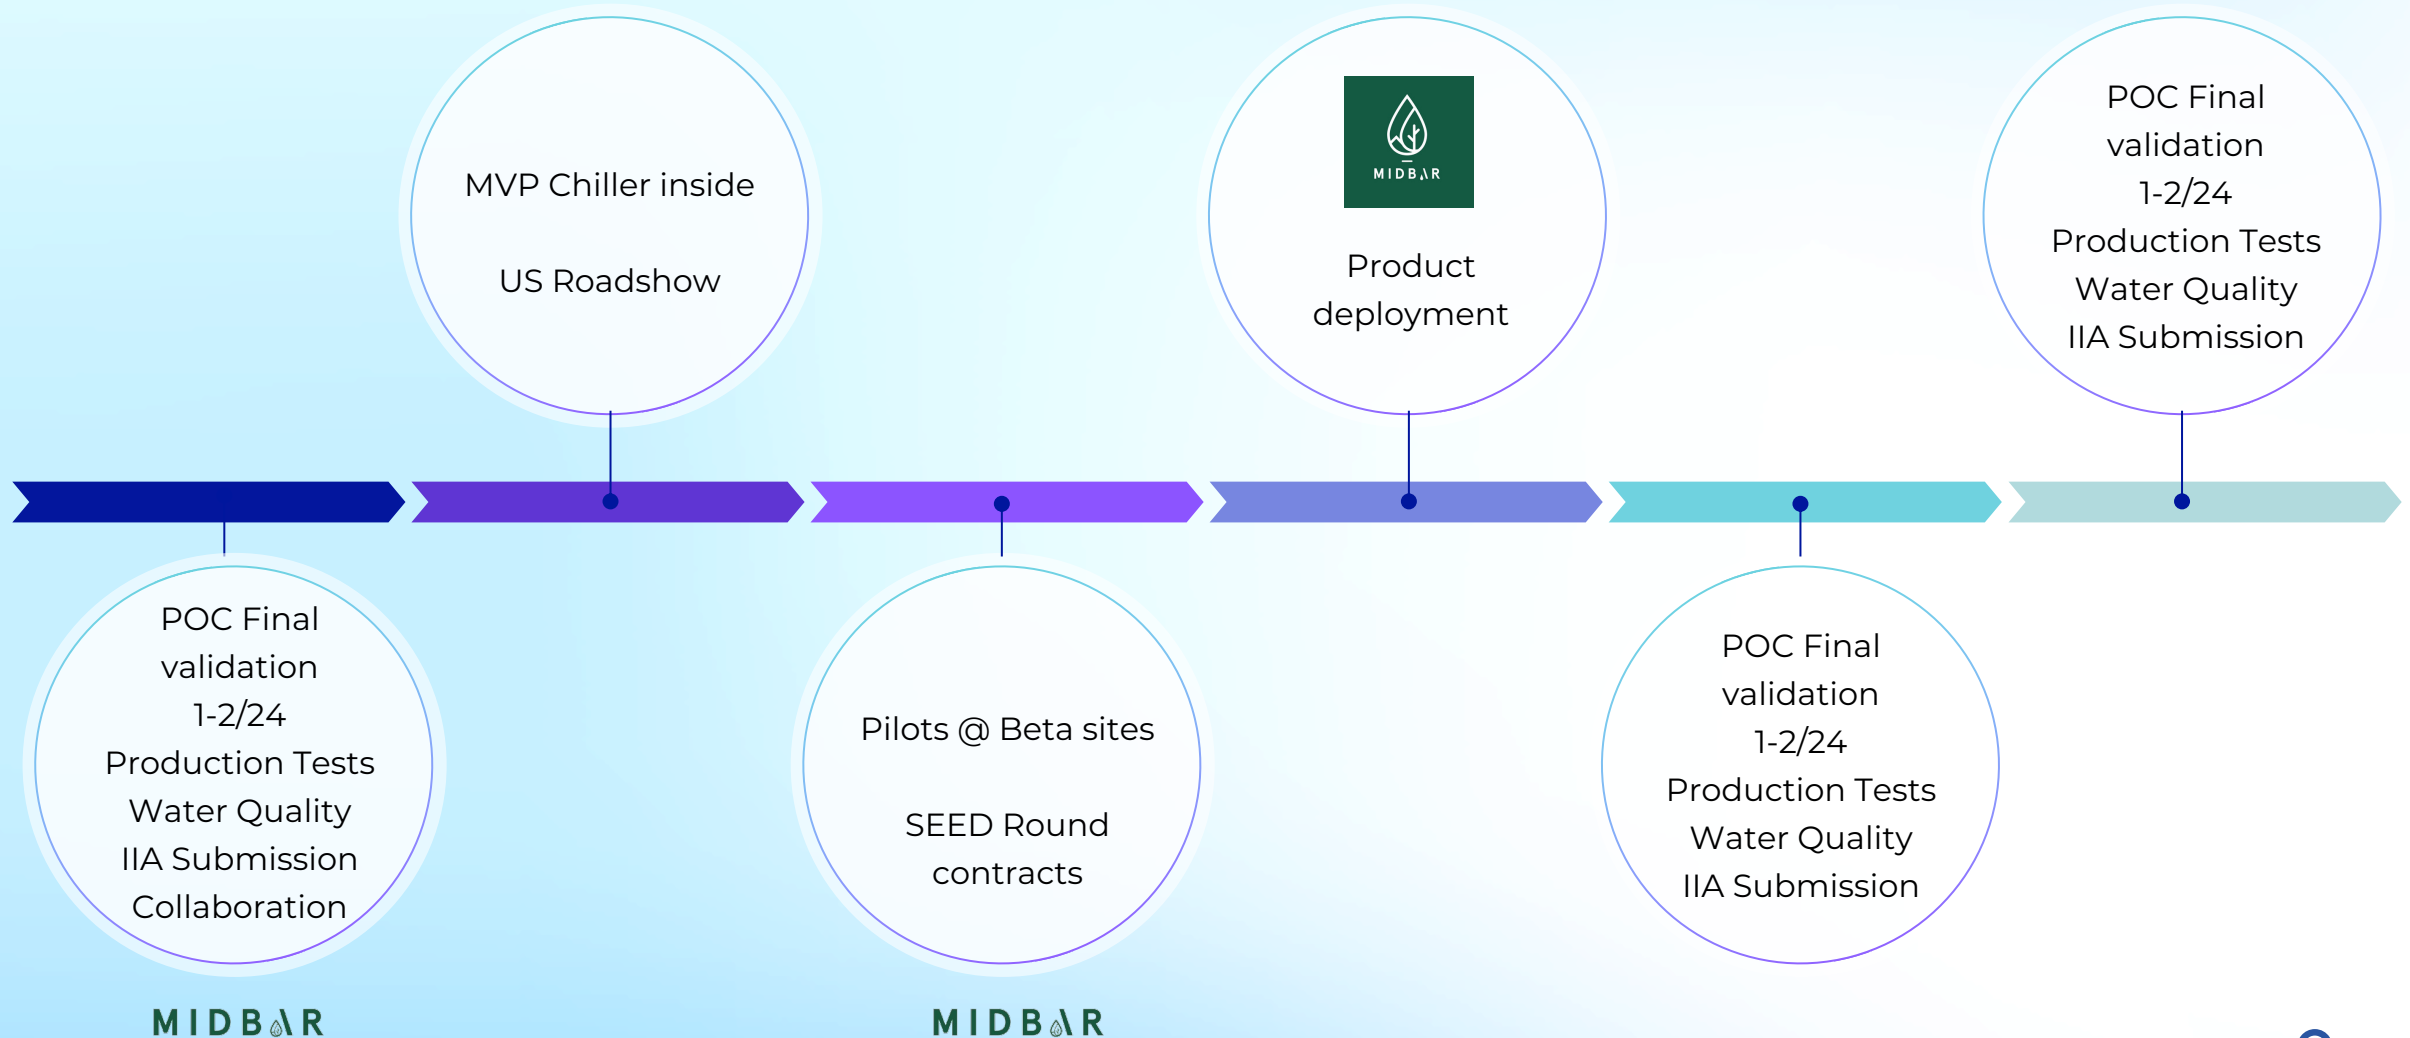 MVP Chiller inside
US Roadshow
MIDBAR
Product
deployment
POC Final
validation
1-2/24
Production Tests
Water Quality
IIA Submission
POC Final
validation
1-2/24
Production Tests
Water Quality
IIA Submission
Collaboration
Pilots @ Beta sites
SEED Round
contracts
POC Final
validation
1-2/24
Production Tests
Water Quality
IIA Submission
MIDBAR
MIDBAR